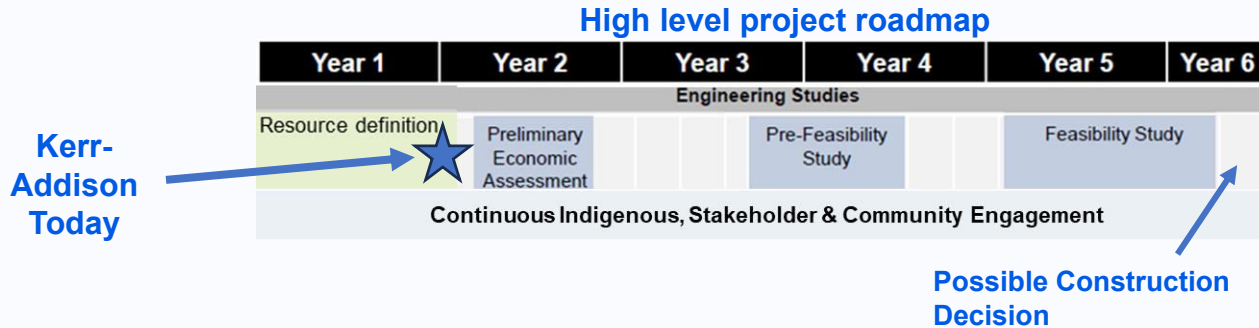 High level project roadmap
Year 1
Year 2
Year 3
Year 4
Year 5
Year 6
Engineering Studies
Resource definition
Preliminary
Economic
Assessment
Pre-Feasibility
Study
Feasibility Study
Kerr-
Addison
Today
Continuous Indigenous, Stakeholder & Community Engagement
Possible Construction
Decision